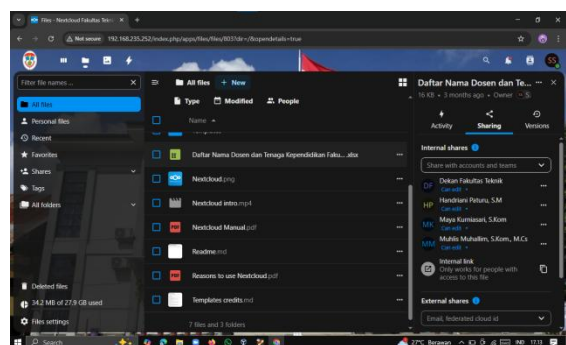 Files - Nextcloud Fakultas Tekni
Not secure 192.168.235.252/index.php/apps/files/files/803?dir=/&opendetails=true
Filter file names ...
All files
Personal files
Recent
Favorites
Shares
Tags
All folders
Deleted files
34.2 MB of 27,9 GB used
Files settings
All files + New
Type Modified People
Name
Daftar Nama Dosen dan Tenaga Kependidikan Faku... .xlsx
Nextcloud.png
Nextcloud intro.mp4
Nextcloud Manual.pdf
Readme.md
Reasons to use Nextcloud.pdf
Templates credits.md
7 files and 3 folders
Daftar Nama Dosen dan Te...
16 KB • 3 months ago • Owner
Activity Sharing Versions
Internal shares
Share with accounts and teams
DF Dekan Fakultas Teknik
Can edit
HP Handriani Paturu, S.M
Can edit
MK Maya Kurniasari, S.Kom
Can edit
MM Muhlis Muhallim, S.Kom., M.Cs
Can edit
Internal link
Only works for people with
access to this file
External shares
Email, federated cloud id
Search
27°C Berawan IND 17.13